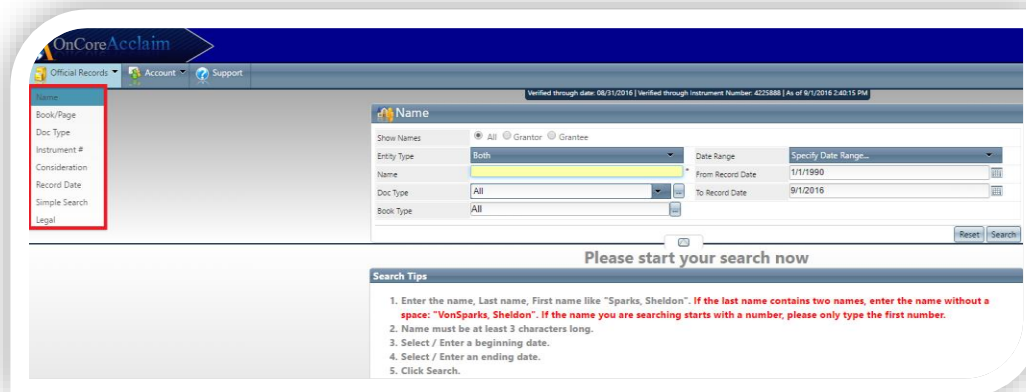 OnCoreAcclaim
Official Records Account Support
Name
Book/Page
Doc Type
Instrument #
Consideration
Record Date
Simple Search
Legal
Verified through date: 08/31/2016 | Verified through Instrument Number: 4225888 | As of 9/1/2016 2:40:15 PM
Name
Show Names All Grantor Grantee
Entity Type Both Date Range Specify Date Range...
Name * From Record Date 1/1/1990
Doc Type All ... To Record Date 9/1/2016
Book Type All ...
Reset Search
Please start your search now
Search Tips
1. Enter the name, Last name, First name like "Sparks, Sheldon". If the last name contains two names, enter the name without a
space: "VonSparks, Sheldon". If the name you are searching starts with a number, please only type the first number.
2. Name must be at least 3 characters long.
3. Select / Enter a beginning date.
4. Select / Enter an ending date.
5. Click Search.